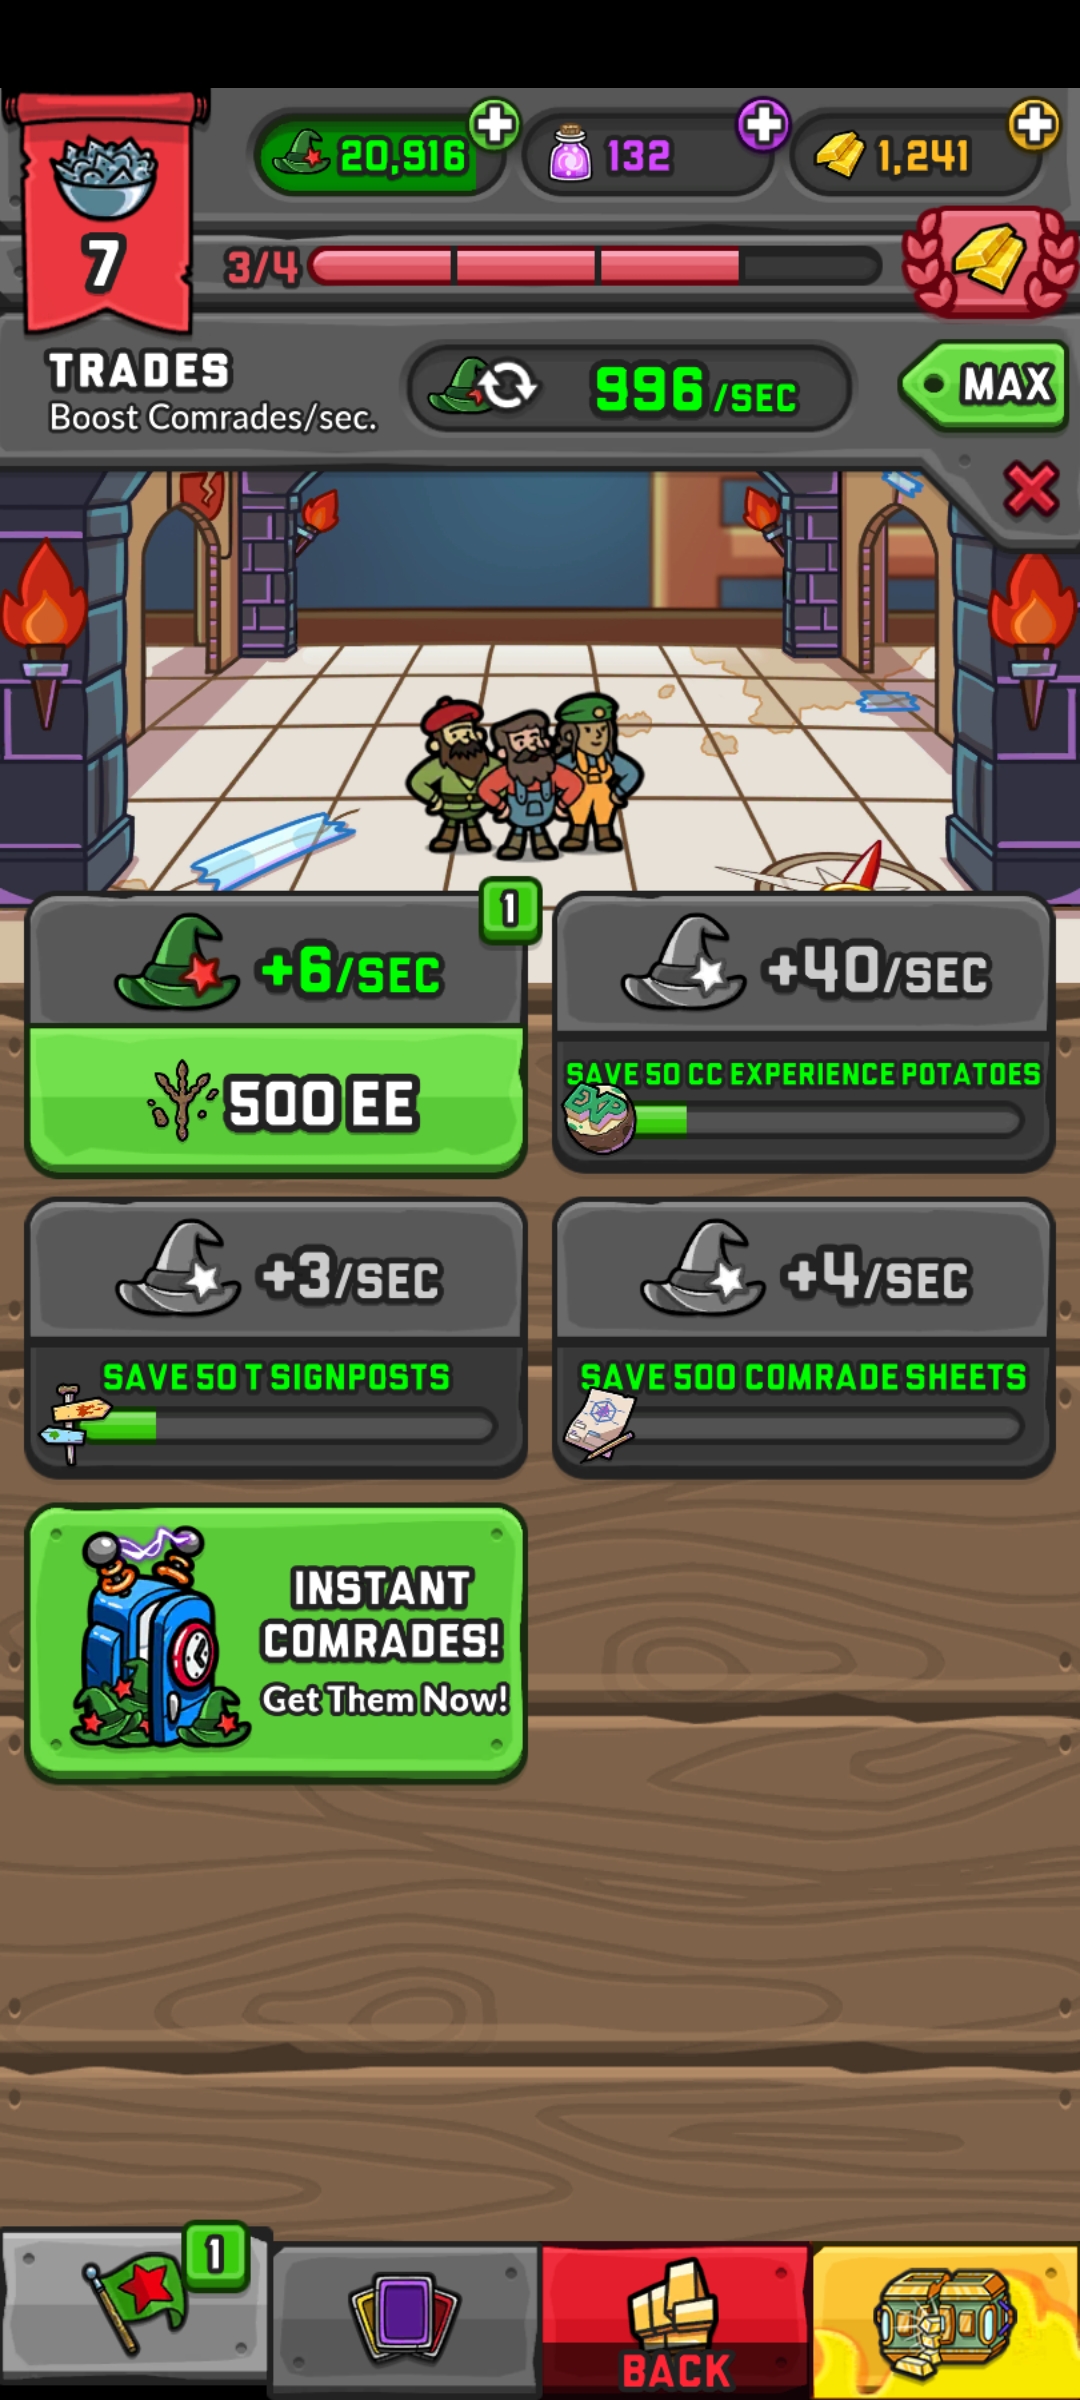 20,916
132
1,241
7
3/4
TRADES
Boost Comrades/sec.
996/SEC
MAX
1
+6/SEC
500 EE
+40/SEC
SAVE 50 CC EXPERIENCE POTATOES
EXP
+3/SEC
SAVE 50 T SIGNPOSTS
+4/SEC
SAVE 500 COMRADE SHEETS
INSTANT
COMRADES!
Get Them Now!
1
BACK